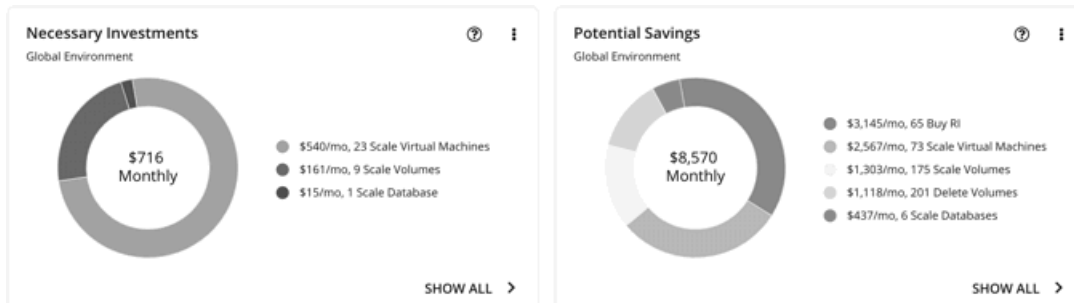 Necessary Investments
Global Environment
$716
Monthly
$540/mo, 23 Scale Virtual Machines
$161/mo, 9 Scale Volumes
$15/mo, 1 Scale Database
SHOW ALL
Potential Savings
Global Environment
$8,570
Monthly
$3,145/mo, 65 Buy RI
$2,567/mo, 73 Scale Virtual Machines
$1,303/mo, 175 Scale Volumes
$1,118/mo, 201 Delete Volumes
$437/mo, 6 Scale Databases
SHOW ALL